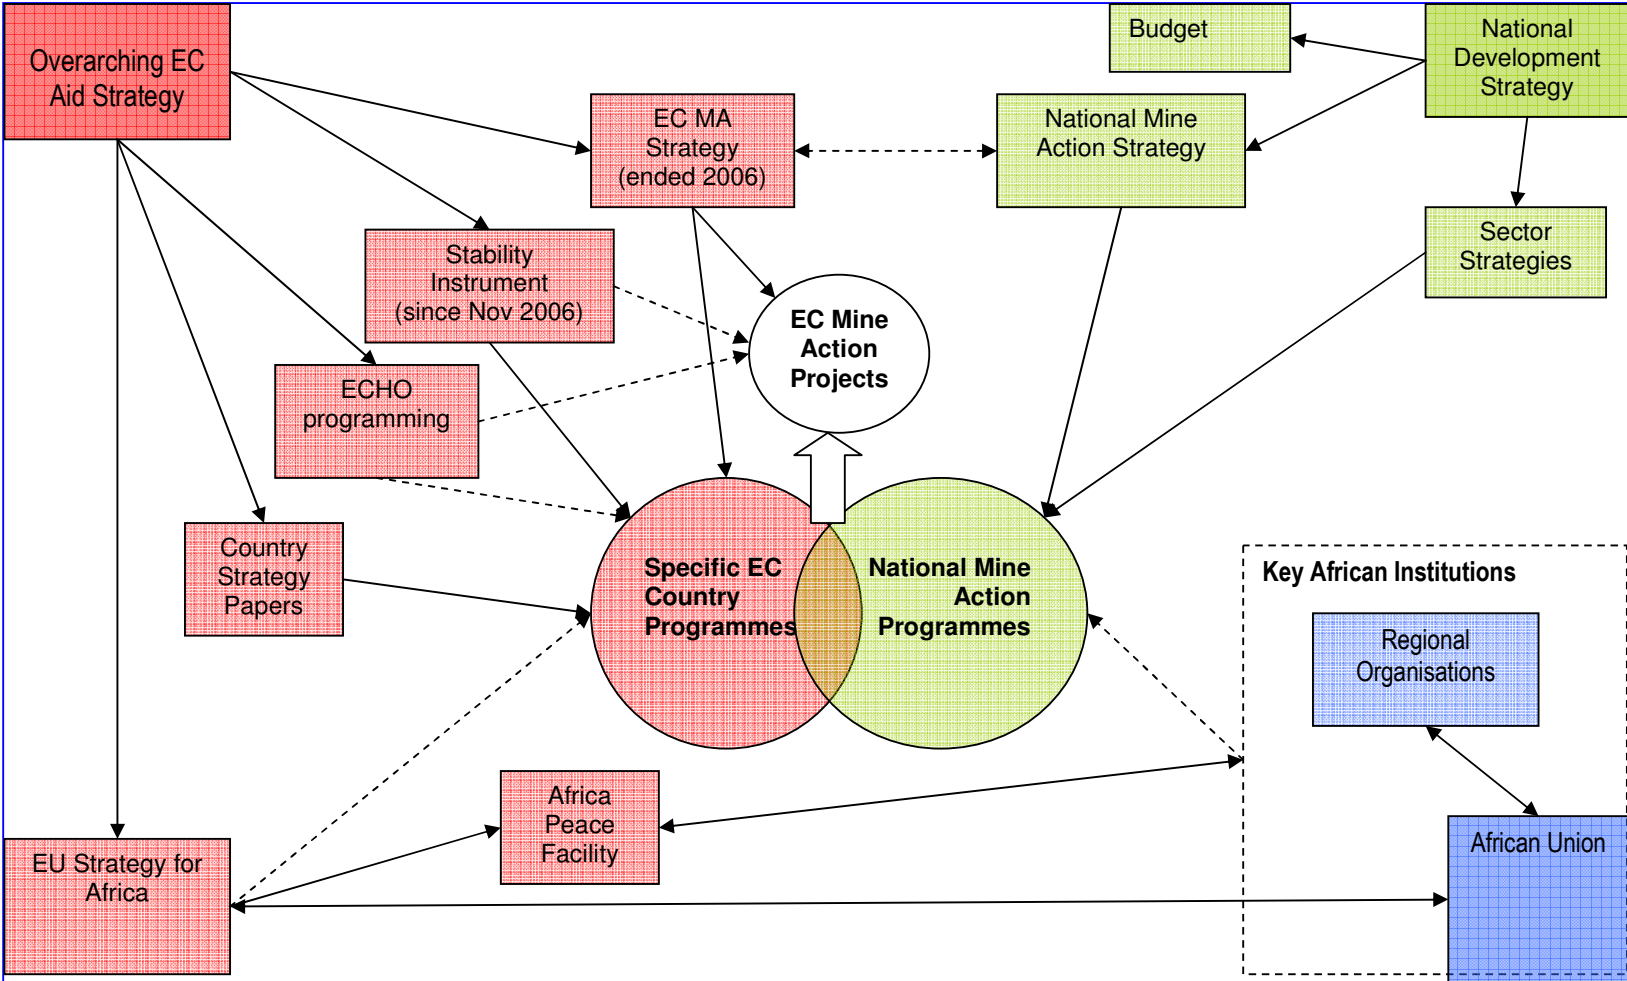 Overarching EC
Aid Strategy
Budget
National
Development
Strategy
EC MA
Strategy
(ended 2006)
National Mine
Action Strategy
Sector
Strategies
Stability
Instrument
(since Nov 2006)
EC Mine
Action
Projects
ECHO
programming
Country
Strategy
Papers
Specific EC
Country
Programmes
National Mine
Action
Programmes
Key African Institutions
Regional
Organisations
Africa
Peace
Facility
EU Strategy for
Africa
African Union